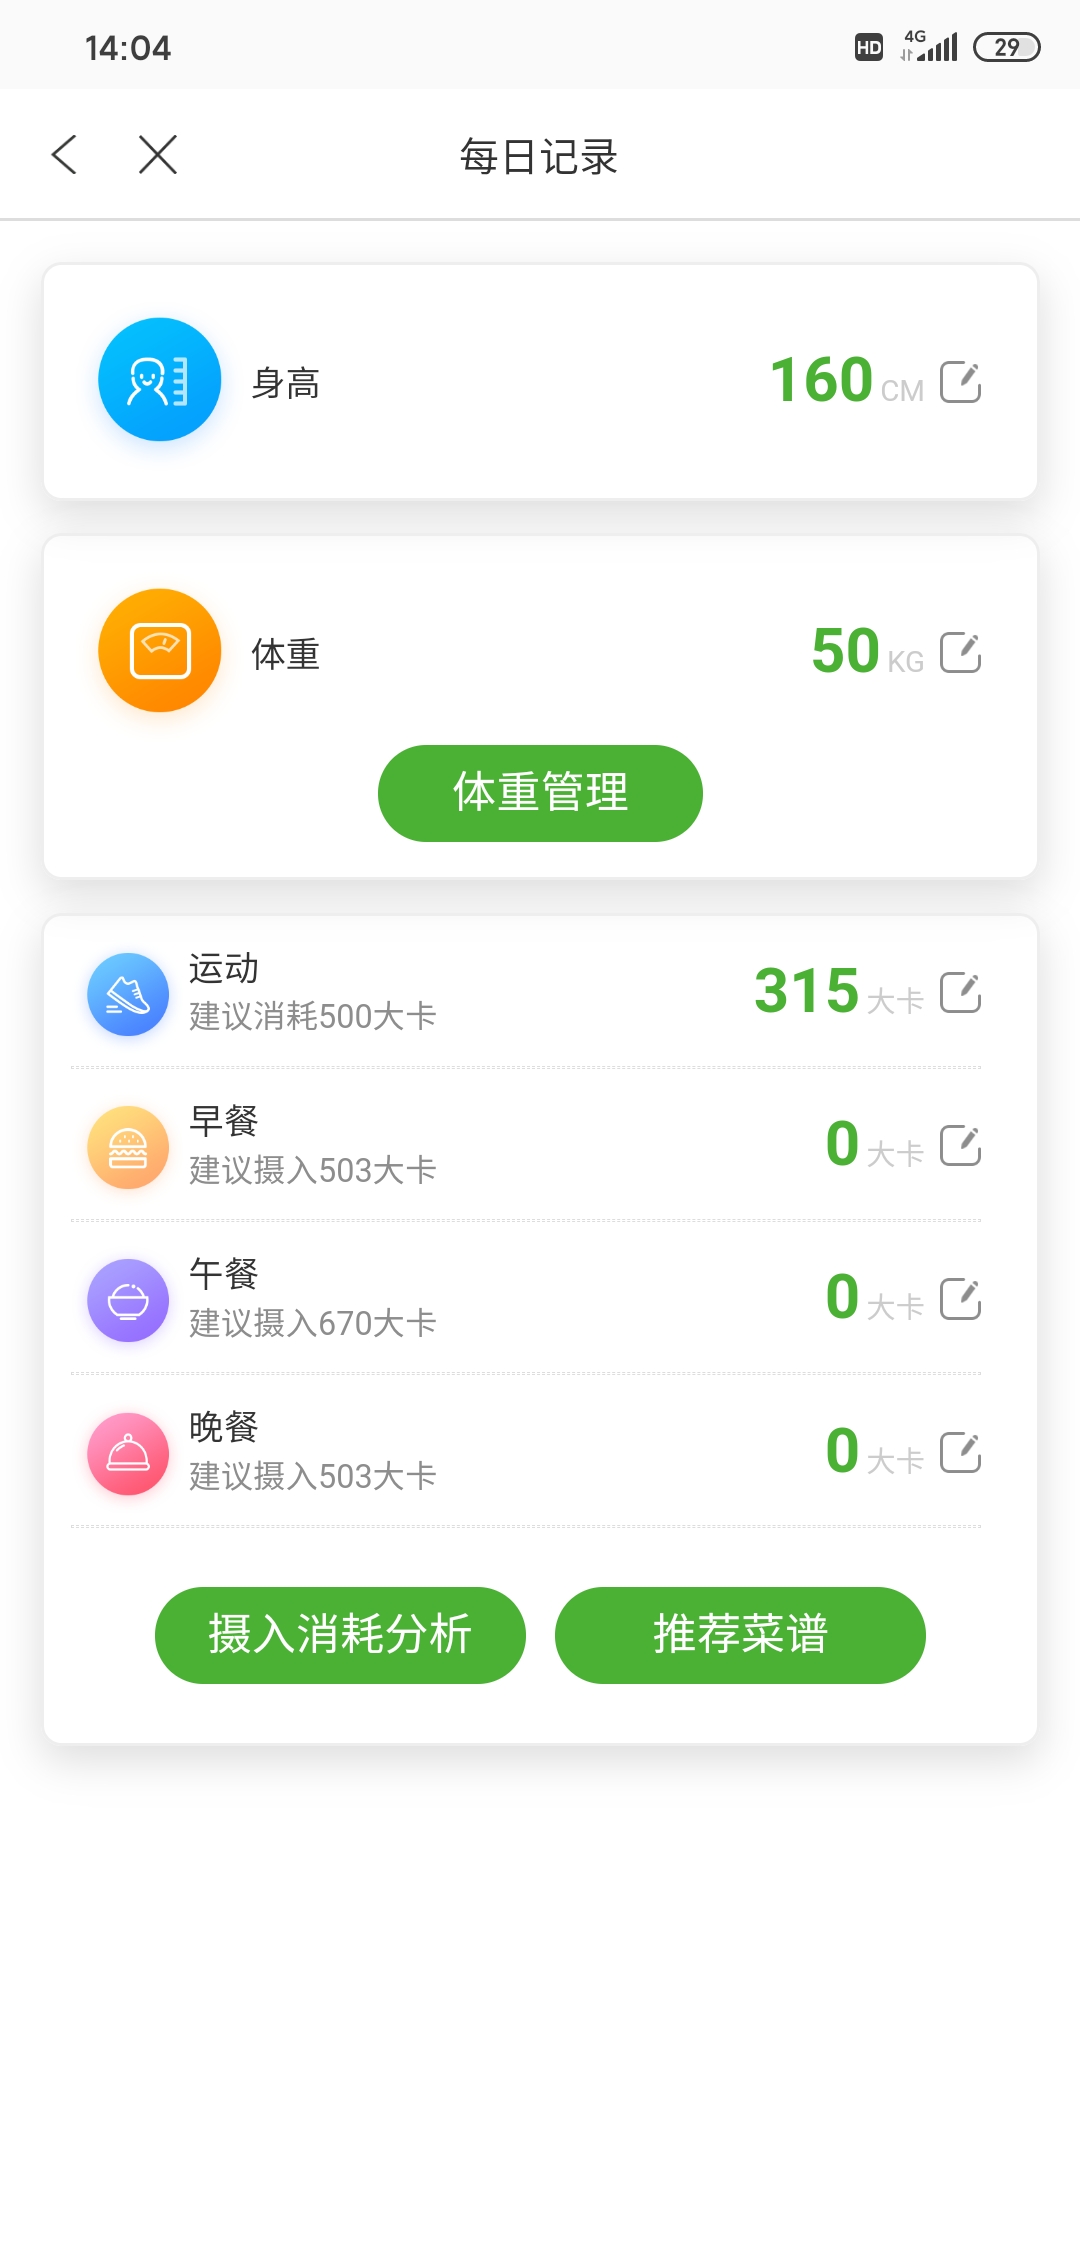 14:04
HD 4G 29
每日记录
身高 160 CM
体重 50 KG
体重管理
运动
建议消耗500大卡
315 大卡
早餐
建议摄入503大卡
0 大卡
午餐
建议摄入670大卡
0 大卡
晚餐
建议摄入503大卡
0 大卡
摄入消耗分析 推荐菜谱